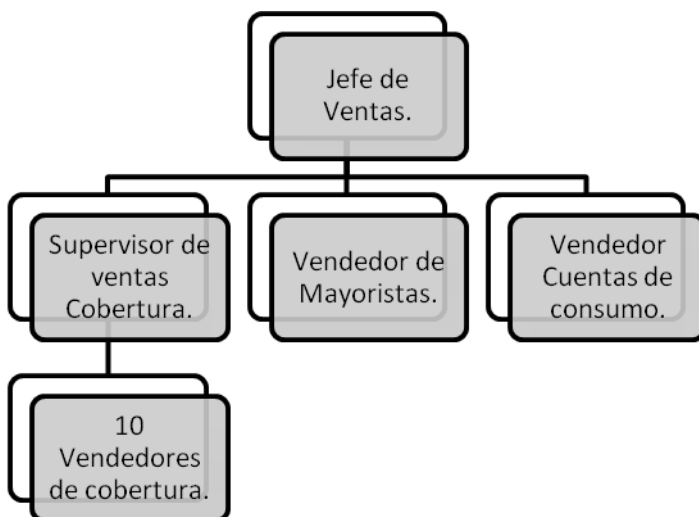 Jefe de
Ventas.
Supervisor de
ventas
Cobertura.
Vendedor de
Mayoristas.
Vendedor
Cuentas de
consumo.
10
Vendedores
de cobertura.